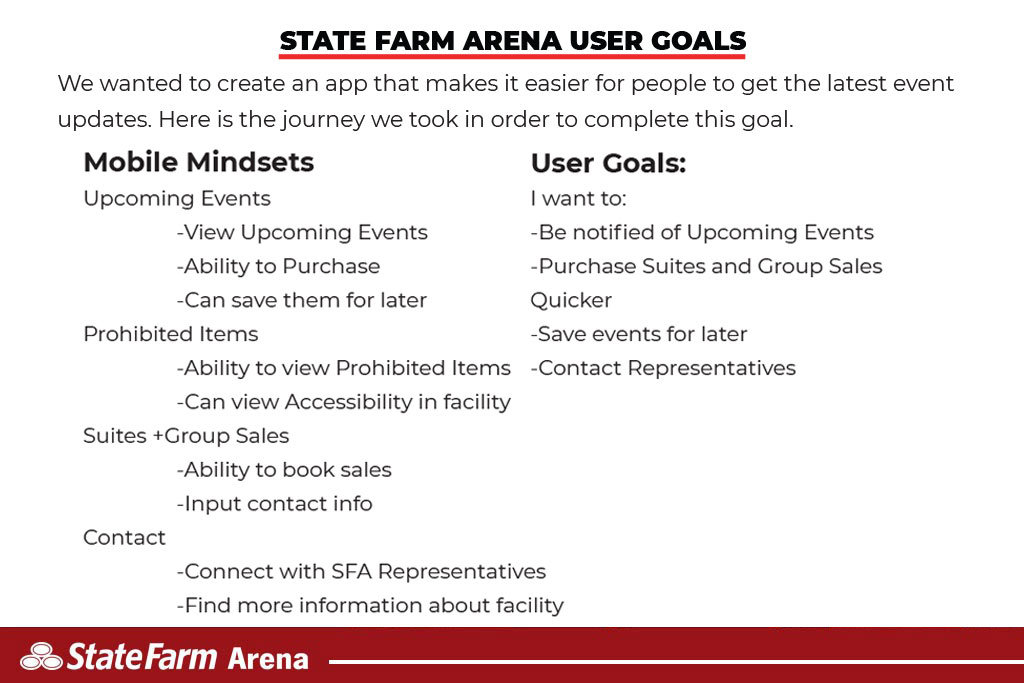 STATE FARM ARENA USER GOALS
We wanted to create an app that makes it easier for people to get the latest event
updates. Here is the journey we took in order to complete this goal.
Mobile Mindsets
Upcoming Events
-View Upcoming Events
-Ability to Purchase
-Can save them for later
Prohibited Items
-Ability to view Prohibited Items
-Can view Accessibility in facility
Suites +Group Sales
-Ability to book sales
-Input contact info
Contact
-Connect with SFA Representatives
-Find more information about facility
User Goals:
I want to:
-Be notified of Upcoming Events
-Purchase Suites and Group Sales
Quicker
-Save events for later
-Contact Representatives
StateFarm Arena